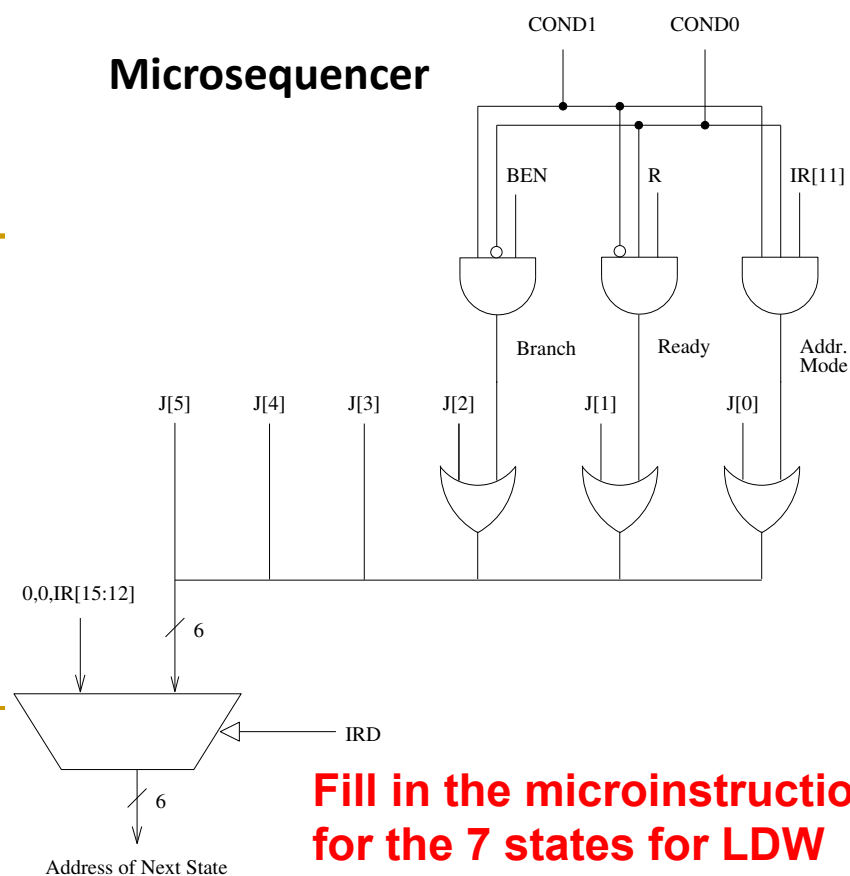 COND1 COND0
Microsequencer
BEN R IR[11]
Branch Ready Addr.
Mode
J[5] J[4] J[3] J[2] J[1] J[0]
0,0,IR[15:12]
6
IRD
6
Fill in the microinstructio
for the 7 states for LDW
Address of Next State